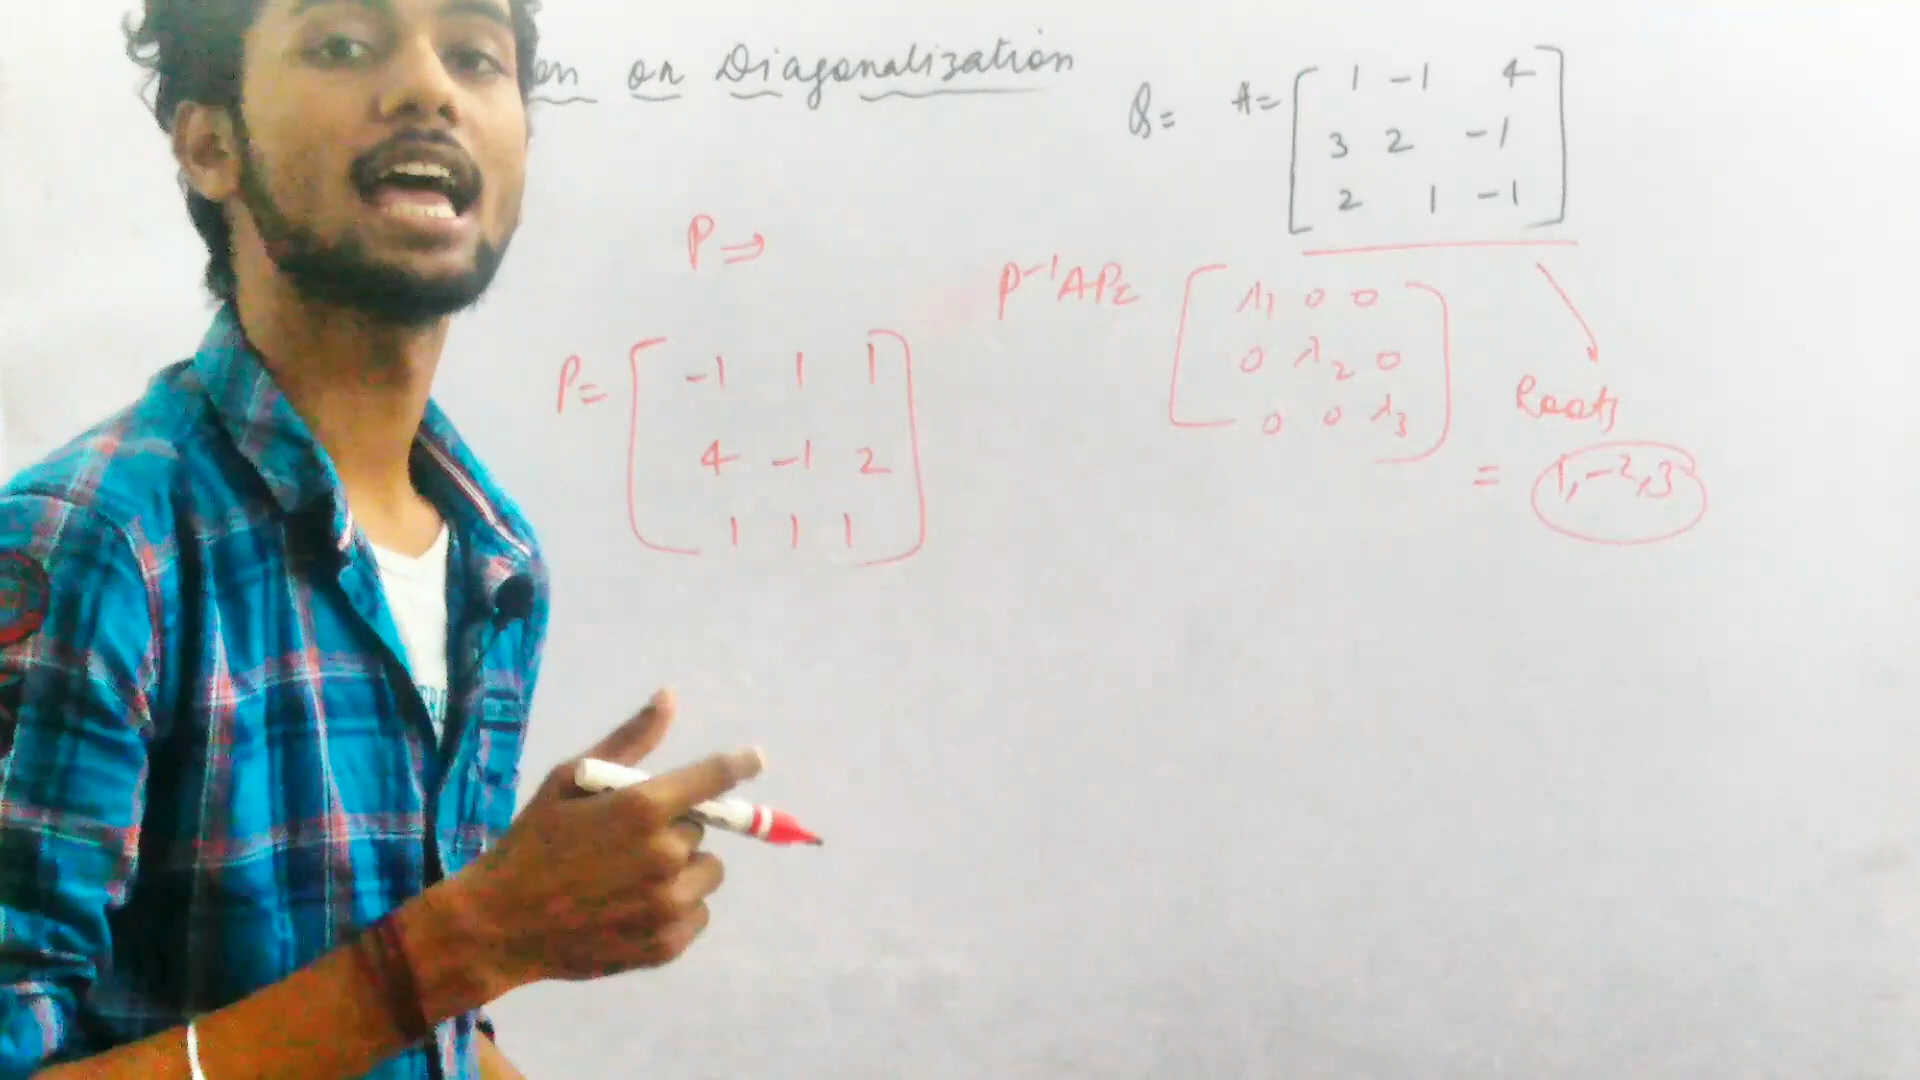 on on Diagonalization
Q= A= [ 1 -1 4
3 2 -1
2 1 -1 ]
P ⇒
P⁻¹AP= [ λ₁ 0 0
0 λ₂ 0
0 0 λ₃ ]
P= [ -1 1 1
4 -1 2
1 1 1 ]
Roots
= 1, -2, 3